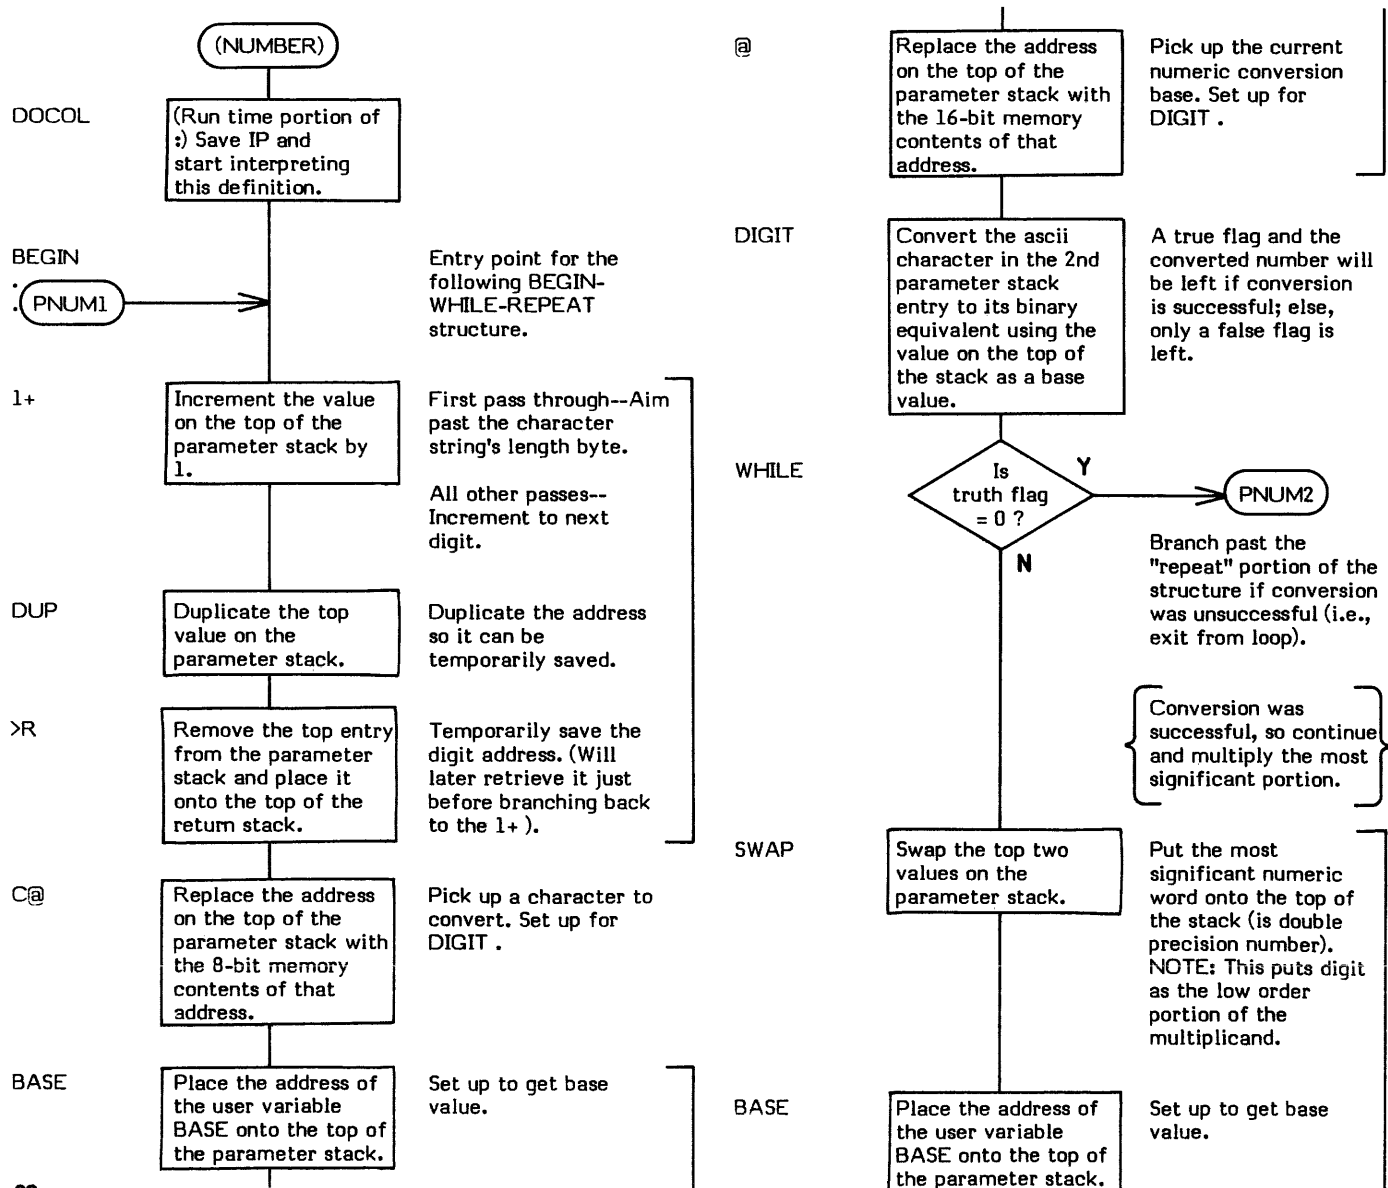 (NUMBER)
DOCOL
(Run time portion of
:) Save IP and
start interpreting
this definition.
BEGIN
:
PNUM1
Entry point for the
following BEGIN-
WHILE-REPEAT
structure.
1+
Increment the value
on the top of the
parameter stack by
1.
First pass through--Aim
past the character
string's length byte.
All other passes--
Increment to next
digit.
DUP
Duplicate the top
value on the
parameter stack.
Duplicate the address
so it can be
temporarily saved.
>R
Remove the top entry
from the parameter
stack and place it
onto the top of the
return stack.
Temporarily save the
digit address. (Will
later retrieve it just
before branching back
to the 1+ ).
C@
Replace the address
on the top of the
parameter stack with
the 8-bit memory
contents of that
address.
Pick up a character to
convert. Set up for
DIGIT .
BASE
Place the address of
the user variable
BASE onto the top of
the parameter stack.
Set up to get base
value.
@
Replace the address
on the top of the
parameter stack with
the 16-bit memory
contents of that
address.
Pick up the current
numeric conversion
base. Set up for
DIGIT .
DIGIT
Convert the ascii
character in the 2nd
parameter stack
entry to its binary
equivalent using the
value on the top of
the stack as a base
value.
A true flag and the
converted number will
be left if conversion
is successful; else,
only a false flag is
left.
WHILE
Is
truth flag
= 0 ?
Y
PNUM2
N
Branch past the
"repeat" portion of the
structure if conversion
was unsuccessful (i.e.,
exit from loop).
Conversion was
successful, so continue
and multiply the most
significant portion.
SWAP
Swap the top two
values on the
parameter stack.
Put the most
significant numeric
word onto the top of
the stack (is double
precision number).
NOTE: This puts digit
as the low order
portion of the
multiplicand.
BASE
Place the address of
the user variable
BASE onto the top of
the parameter stack.
Set up to get base
value.